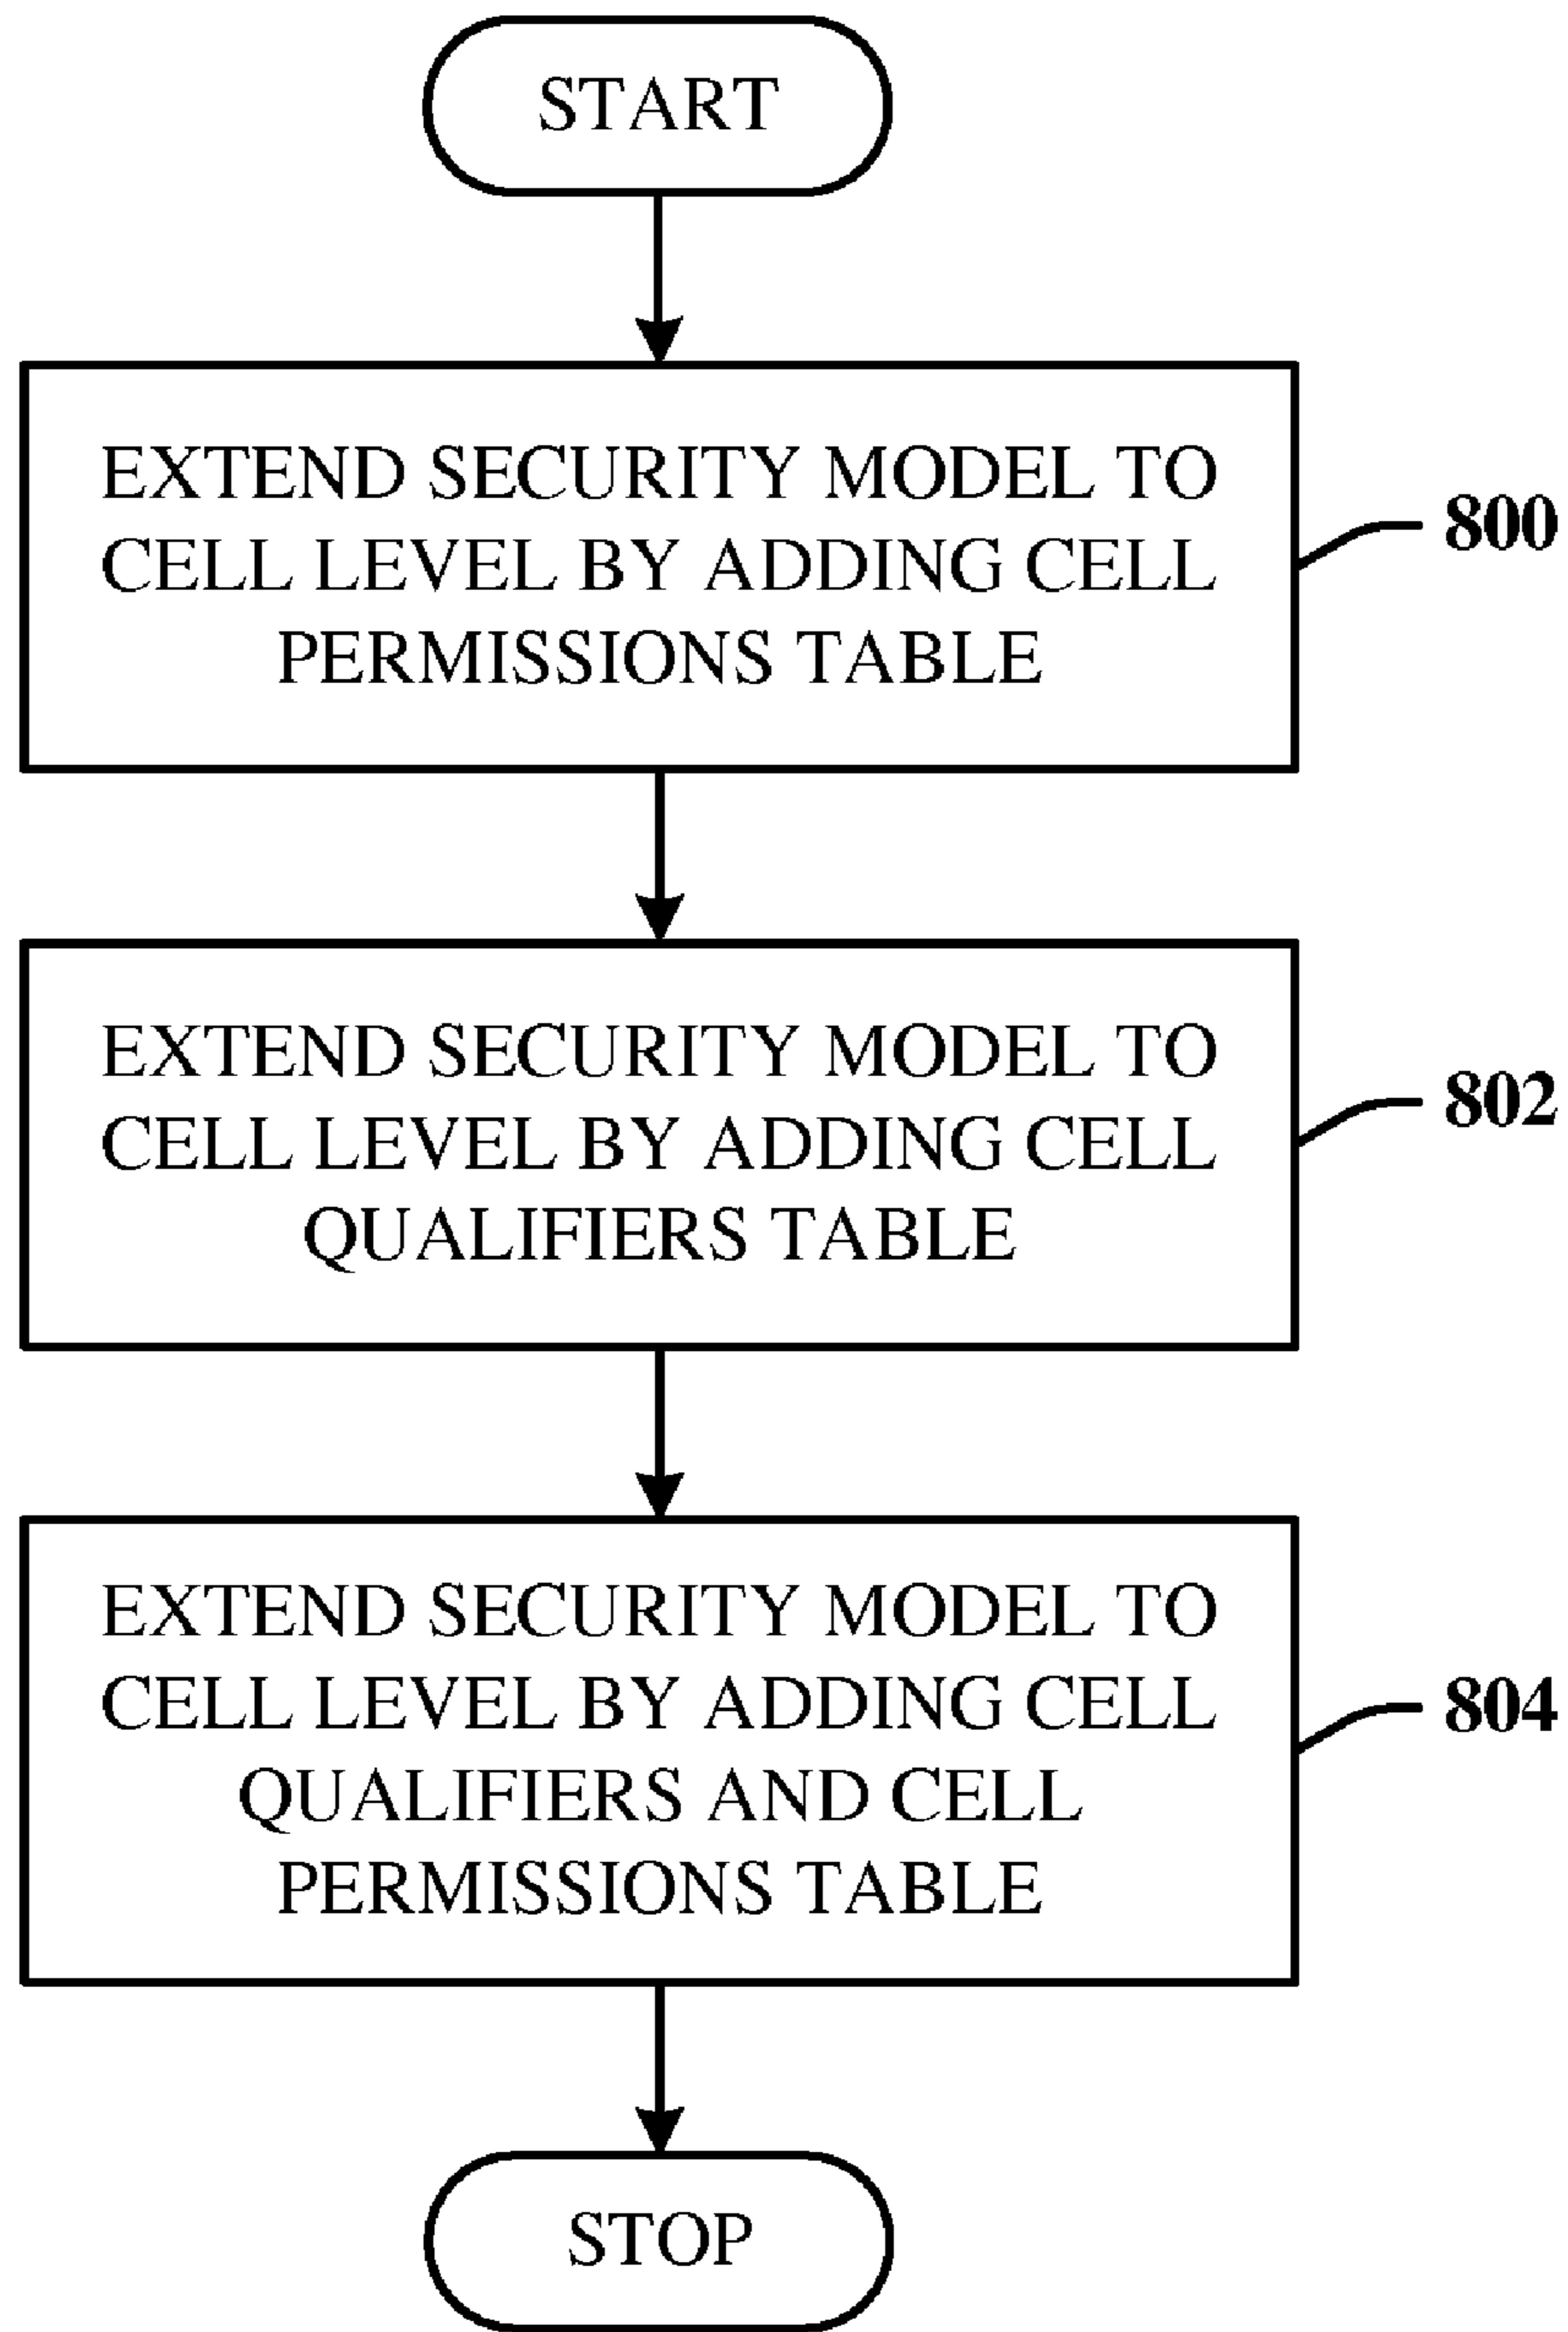 START
EXTEND SECURITY MODEL TO
CELL LEVEL BY ADDING CELL
PERMISSIONS TABLE
800
EXTEND SECURITY MODEL TO
CELL LEVEL BY ADDING CELL
QUALIFIERS TABLE
802
EXTEND SECURITY MODEL TO
CELL LEVEL BY ADDING CELL
QUALIFIERS AND CELL
PERMISSIONS TABLE
804
STOP